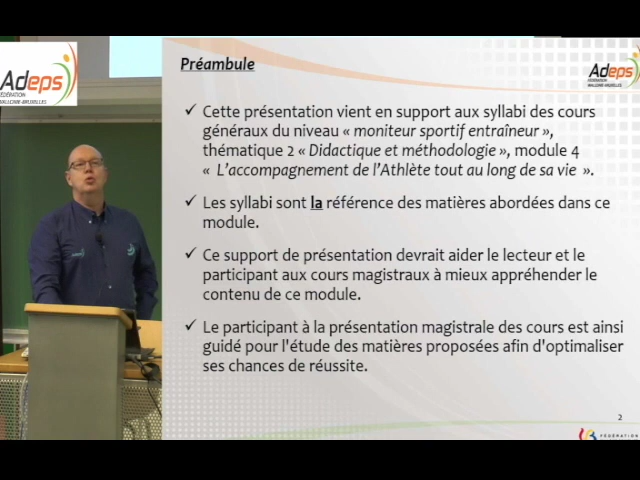 Adeps
FÉDÉRATION
WALLONIE-BRUXELLES
Préambule
Adeps
FÉDÉRATION
WALLONIE-BRUXELLES
✓ Cette présentation vient en support aux syllabi des cours
généraux du niveau « moniteur sportif entraîneur »,
thématique 2 « Didactique et méthodologie », module 4
« L'accompagnement de l'Athlète tout au long de sa vie ».
✓ Les syllabi sont la référence des matières abordées dans ce
module.
✓ Ce support de présentation devrait aider le lecteur et le
participant aux cours magistraux à mieux appréhender le
contenu de ce module.
✓ Le participant à la présentation magistrale des cours est ainsi
guidé pour l'étude des matières proposées afin d'optimaliser
ses chances de réussite.
2
FÉDÉRATION